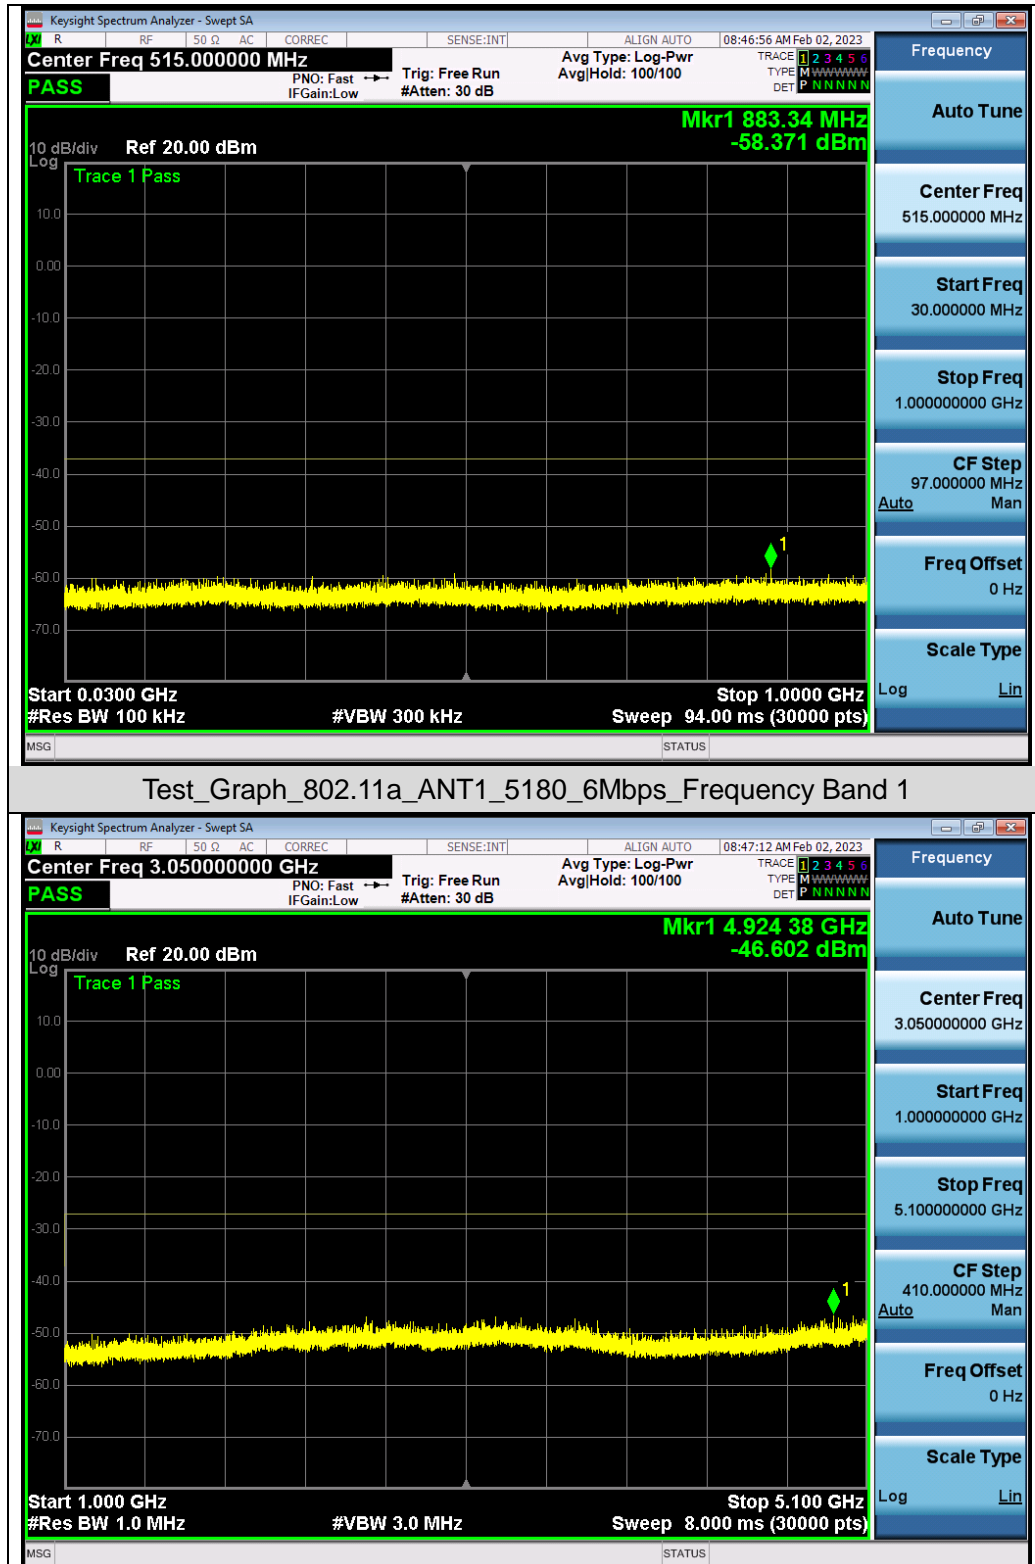 Keysight Spectrum Analyzer - Swept SA
LXI R RF 50 Ω AC CORREC SENSE:INT ALIGN AUTO 08:46:56 AM Feb 02, 2023
Center Freq 515.000000 MHz
PASS
PNO: Fast
IFGain:Low
Trig: Free Run
#Atten: 30 dB
Avg Type: Log-Pwr
Avg|Hold: 100/100
TRACE 1 2 3 4 5 6
TYPE M WWWWW
DET P N N N N N
Frequency
Mkr1 883.34 MHz
-58.371 dBm
10 dB/div Ref 20.00 dBm
Log
Trace 1 Pass
10.0
0.00
-10.0
-20.0
-30.0
-40.0
-50.0
-60.0
-70.0
1
Start 0.0300 GHz Stop 1.0000 GHz
#Res BW 100 kHz #VBW 300 kHz Sweep 94.00 ms (30000 pts)
MSG STATUS
Auto Tune
Center Freq
515.000000 MHz
Start Freq
30.000000 MHz
Stop Freq
1.000000000 GHz
CF Step
97.000000 MHz
Auto Man
Freq Offset
0 Hz
Scale Type
Log Lin
Test_Graph_802.11a_ANT1_5180_6Mbps_Frequency Band 1
Keysight Spectrum Analyzer - Swept SA
LXI R RF 50 Ω AC CORREC SENSE:INT ALIGN AUTO 08:47:12 AM Feb 02, 2023
Center Freq 3.050000000 GHz
PASS
PNO: Fast
IFGain:Low
Trig: Free Run
#Atten: 30 dB
Avg Type: Log-Pwr
Avg|Hold: 100/100
TRACE 1 2 3 4 5 6
TYPE M WWWWW
DET P N N N N N
Frequency
Mkr1 4.924 38 GHz
-46.602 dBm
10 dB/div Ref 20.00 dBm
Log
Trace 1 Pass
10.0
0.00
-10.0
-20.0
-30.0
-40.0
-50.0
-60.0
-70.0
1
Start 1.000 GHz Stop 5.100 GHz
#Res BW 1.0 MHz #VBW 3.0 MHz Sweep 8.000 ms (30000 pts)
MSG STATUS
Auto Tune
Center Freq
3.050000000 GHz
Start Freq
1.000000000 GHz
Stop Freq
5.100000000 GHz
CF Step
410.000000 MHz
Auto Man
Freq Offset
0 Hz
Scale Type
Log Lin